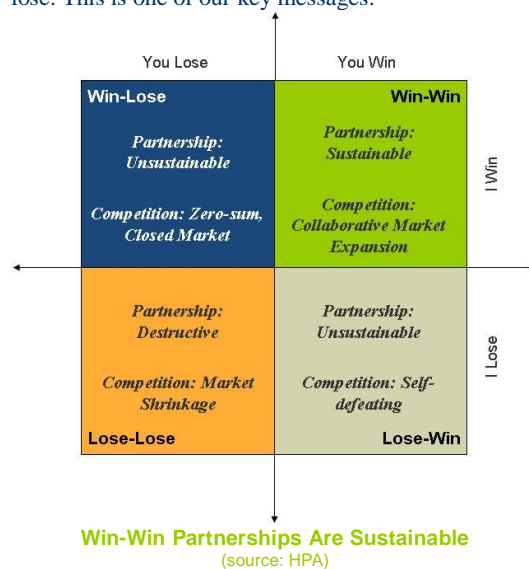 lose. This is one of our key messages.
You Lose
You Win
Win-Lose
Partnership:
Unsustainable
Competition: Zero-sum,
Closed Market
Win-Win
Partnership:
Sustainable
Competition:
Collaborative Market
Expansion
I Win
Partnership:
Destructive
Competition: Market
Shrinkage
Lose-Lose
Partnership:
Unsustainable
Competition: Self-
defeating
Lose-Win
I Lose
Win-Win Partnerships Are Sustainable
(source: HPA)